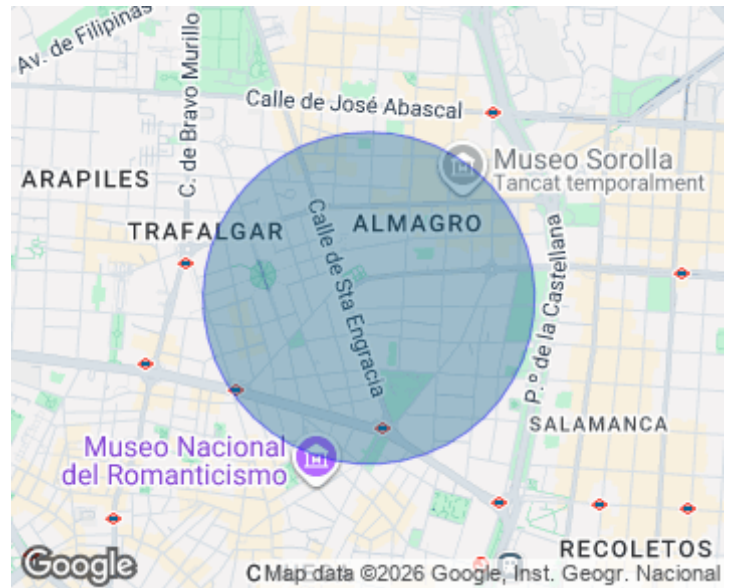 Av. de Filipinas
C. de Bravo Murillo
Calle de José Abascal
Museo Sorolla
Tancat temporalment
ARAPILES
TRAFALGAR
ALMAGRO
Calle de Sta Engracia
P.º de la Castellana
SALAMANCA
Museo Nacional
del Romanticismo
RECOLETOS
Google
Map data ©2026 Google, Inst. Geogr. Nacional